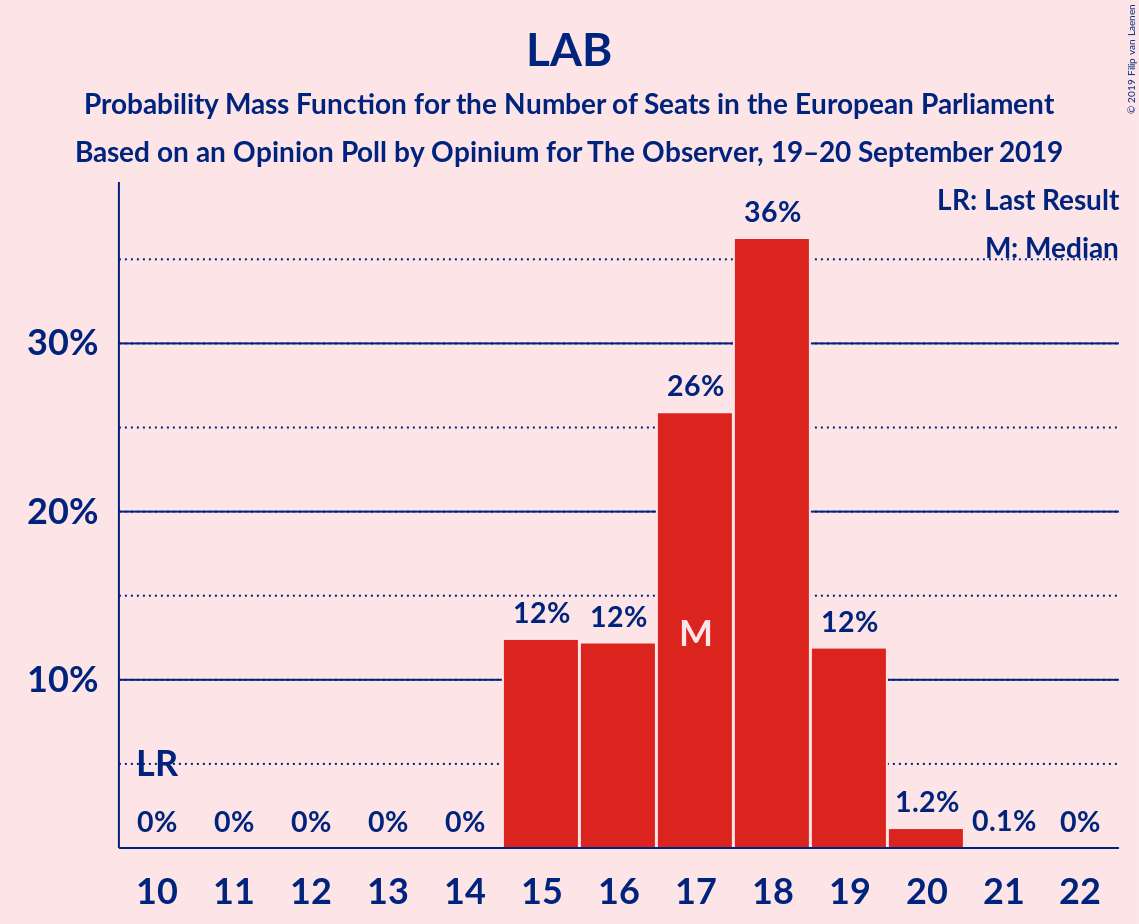 LAB
Probability Mass Function for the Number of Seats in the European Parliament
Based on an Opinion Poll by Opinium for The Observer, 19–20 September 2019
© 2019 Filip van Laenen
LR: Last Result
M: Median
36%
30%
26%
20%
12% 12% 12%
M
10%
LR
0% 0% 0% 0% 0% 1.2% 0.1% 0%
10 11 12 13 14 15 16 17 18 19 20 21 22